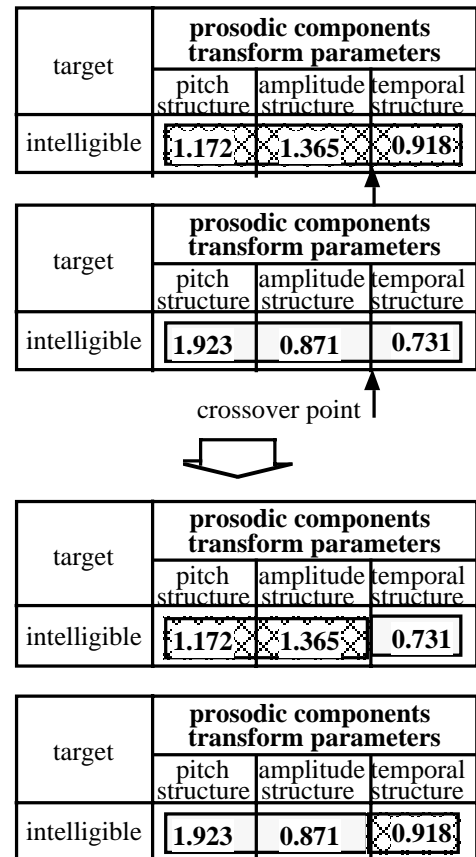 target
prosodic components
transform parameters
pitch structure
amplitude structure
temporal structure
intelligible
1.172
1.365
0.918
target
prosodic components
transform parameters
pitch structure
amplitude structure
temporal structure
intelligible
1.923
0.871
0.731
crossover point
target
prosodic components
transform parameters
pitch structure
amplitude structure
temporal structure
intelligible
1.172
1.365
0.731
target
prosodic components
transform parameters
pitch structure
amplitude structure
temporal structure
intelligible
1.923
0.871
0.918